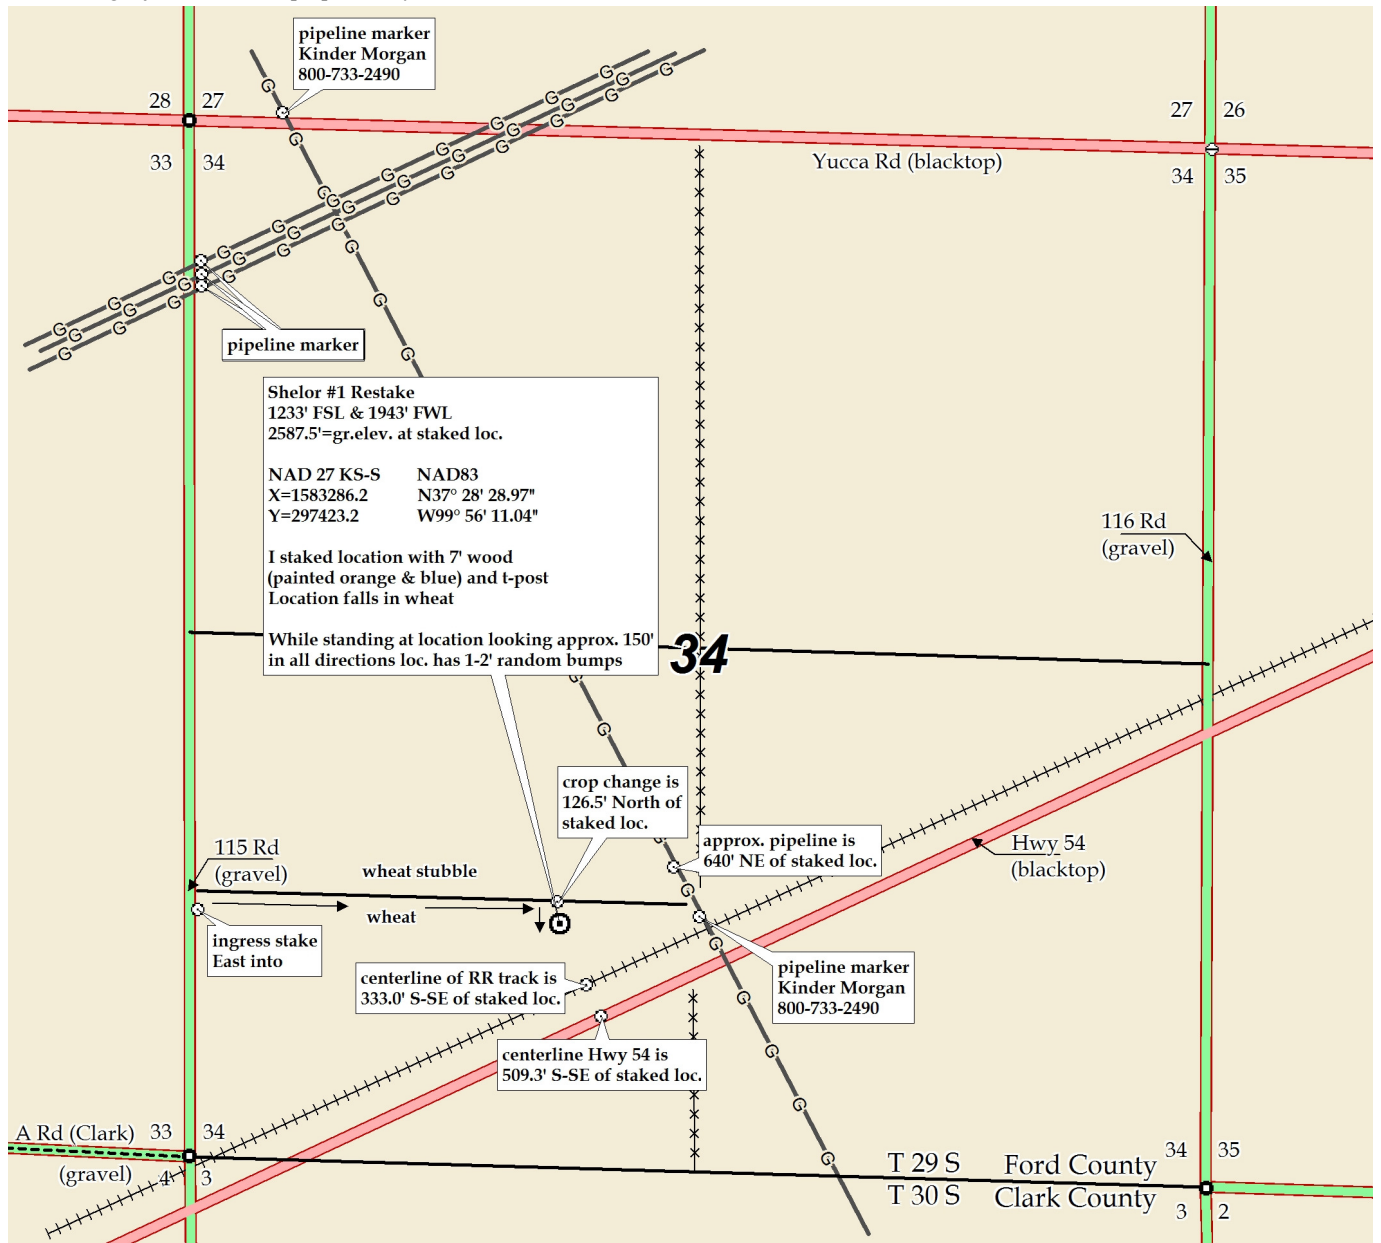 pipeline marker
Kinder Morgan
800-733-2490
28 27
33 34
27 26
34 35
Yucca Rd (blacktop)
G G G G G G G G G G G G G G G G G G G G G G G G G G G G G G G G G G G G
pipeline marker
Shelor #1 Restake
1233' FSL & 1943' FWL
2587.5'=gr.elev. at staked loc.
NAD 27 KS-S NAD83
X=1583286.2 N37° 28' 28.97"
Y=297423.2 W99° 56' 11.04"
I staked location with 7' wood
(painted orange & blue) and t-post
Location falls in wheat
While standing at location looking approx. 150'
in all directions loc. has 1-2' random bumps
34
116 Rd
(gravel)
crop change is
126.5' North of
staked loc.
approx. pipeline is
640' NE of staked loc.
Hwy 54
(blacktop)
115 Rd
(gravel)
wheat stubble
wheat
ingress stake
East into
centerline of RR track is
333.0' S-SE of staked loc.
pipeline marker
Kinder Morgan
800-733-2490
centerline Hwy 54 is
509.3' S-SE of staked loc.
A Rd (Clark)
(gravel)
33 34
4 3
T 29 S Ford County
T 30 S Clark County
34 35
3 2